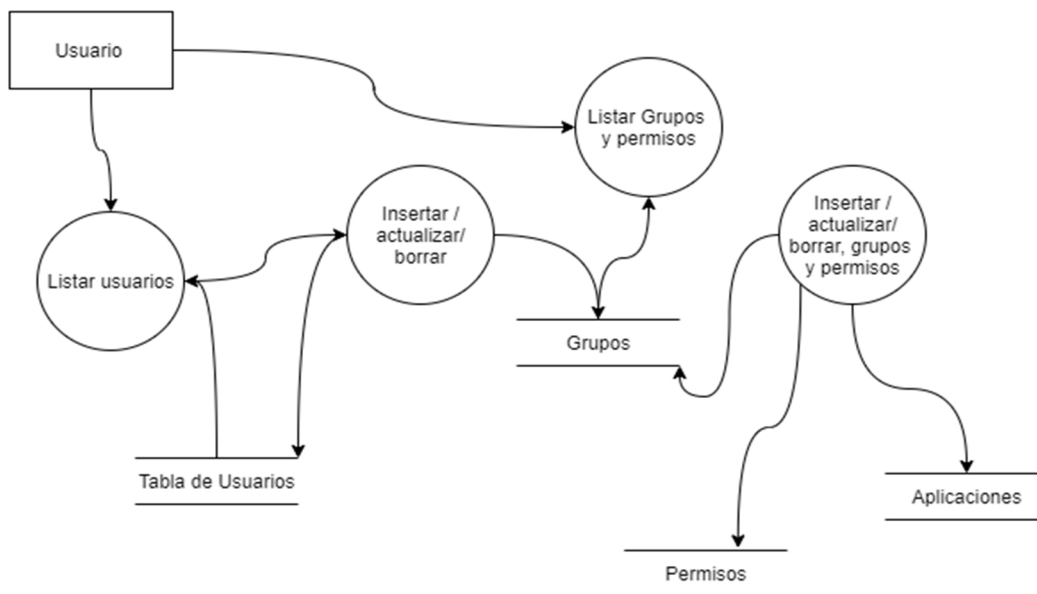 Usuario
Listar Grupos
y permisos
Insertar /
actualizar/
borrar
Insertar /
actualizar/
borrar, grupos
y permisos
Listar usuarios
Grupos
Tabla de Usuarios
Aplicaciones
Permisos